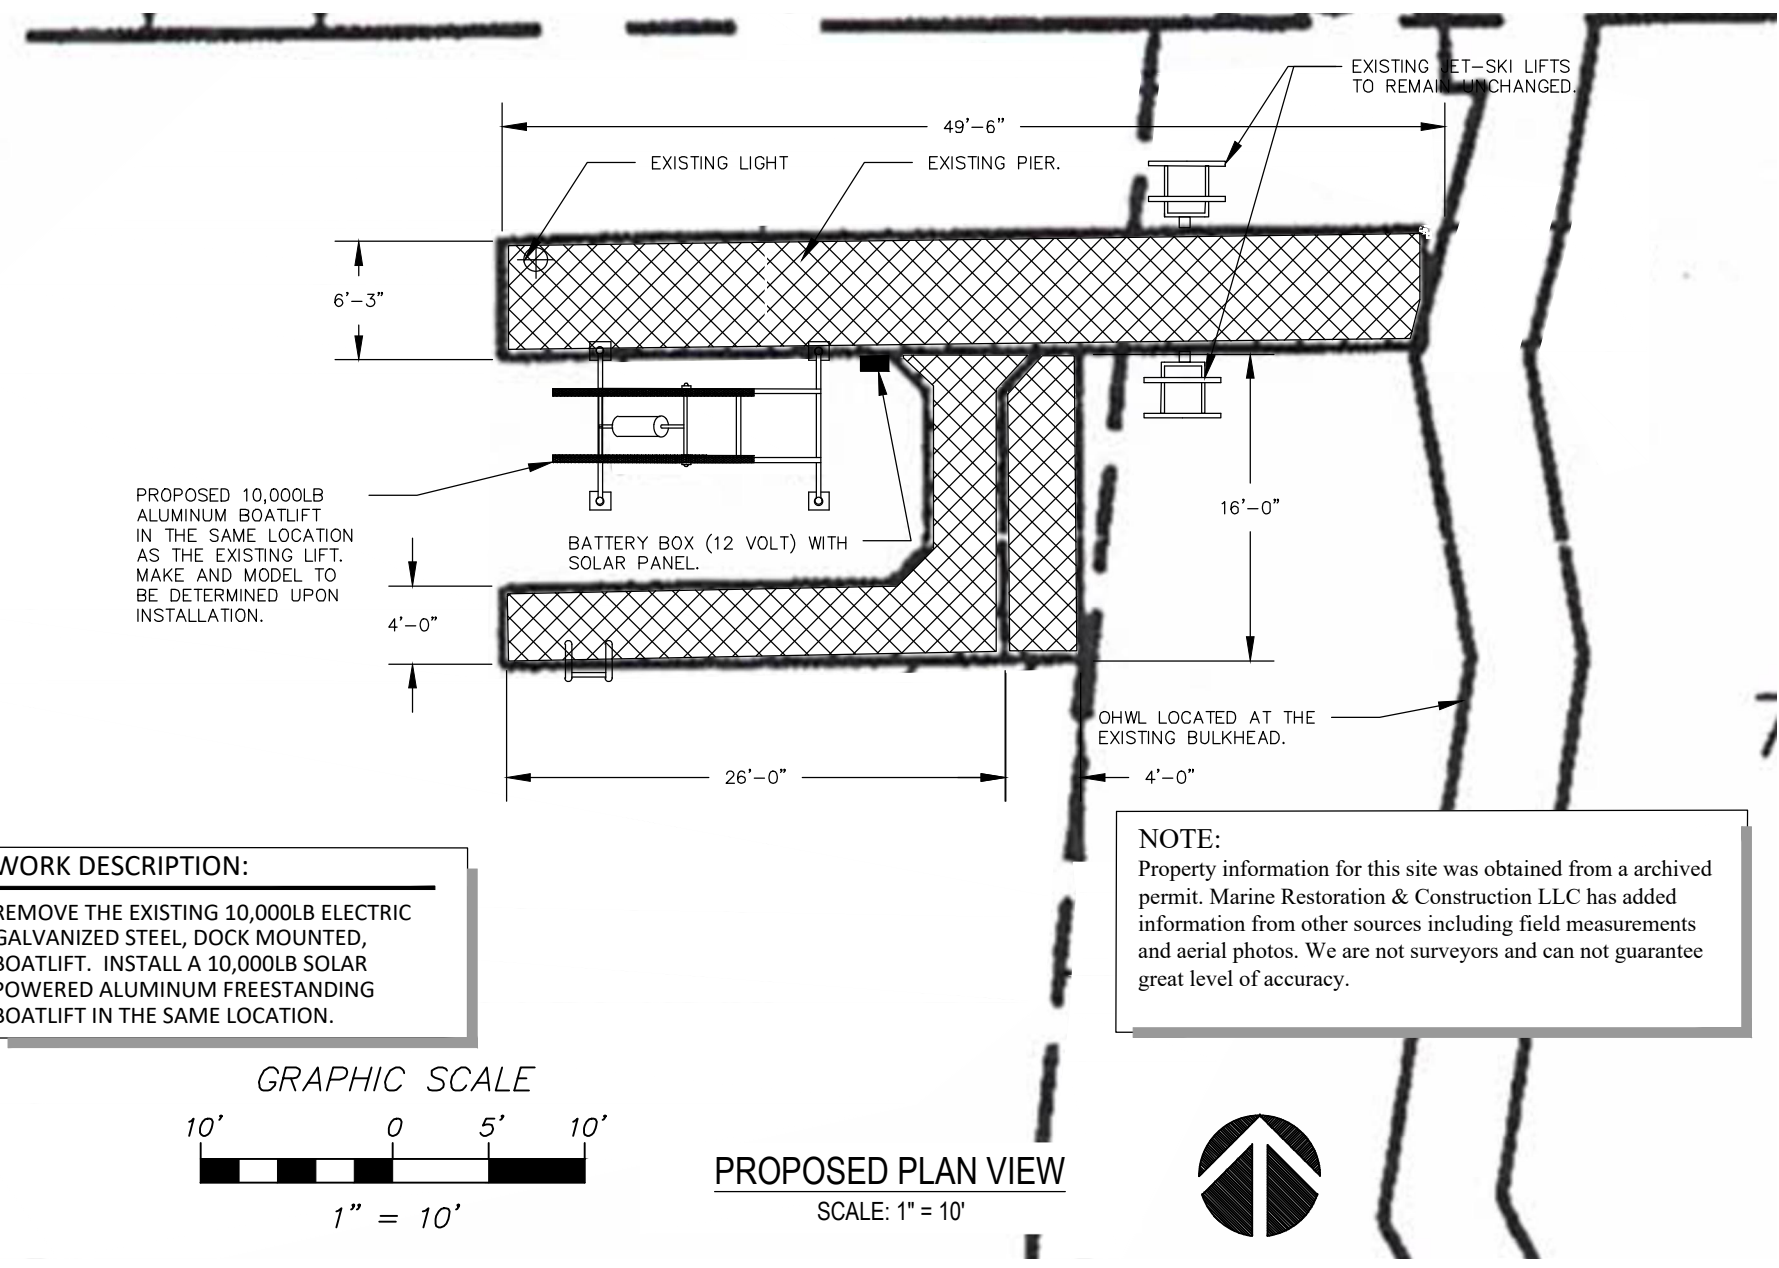 EXISTING JET-SKI LIFTS
TO REMAIN UNCHANGED.
49'-6"
EXISTING LIGHT
EXISTING PIER.
6'-3"
PROPOSED 10,000LB
ALUMINUM BOATLIFT
IN THE SAME LOCATION
AS THE EXISTING LIFT.
MAKE AND MODEL TO
BE DETERMINED UPON
INSTALLATION.
BATTERY BOX (12 VOLT) WITH
SOLAR PANEL.
16'-0"
4'-0"
OHWL LOCATED AT THE
EXISTING BULKHEAD.
26'-0"
4'-0"
WORK DESCRIPTION:
REMOVE THE EXISTING 10,000LB ELECTRIC
GALVANIZED STEEL, DOCK MOUNTED,
BOATLIFT. INSTALL A 10,000LB SOLAR
POWERED ALUMINUM FREESTANDING
BOATLIFT IN THE SAME LOCATION.
NOTE:
Property information for this site was obtained from a archived
permit. Marine Restoration & Construction LLC has added
information from other sources including field measurements
and aerial photos. We are not surveyors and can not guarantee
great level of accuracy.
GRAPHIC SCALE
10' 0 5' 10'
1" = 10'
PROPOSED PLAN VIEW
SCALE: 1" = 10'